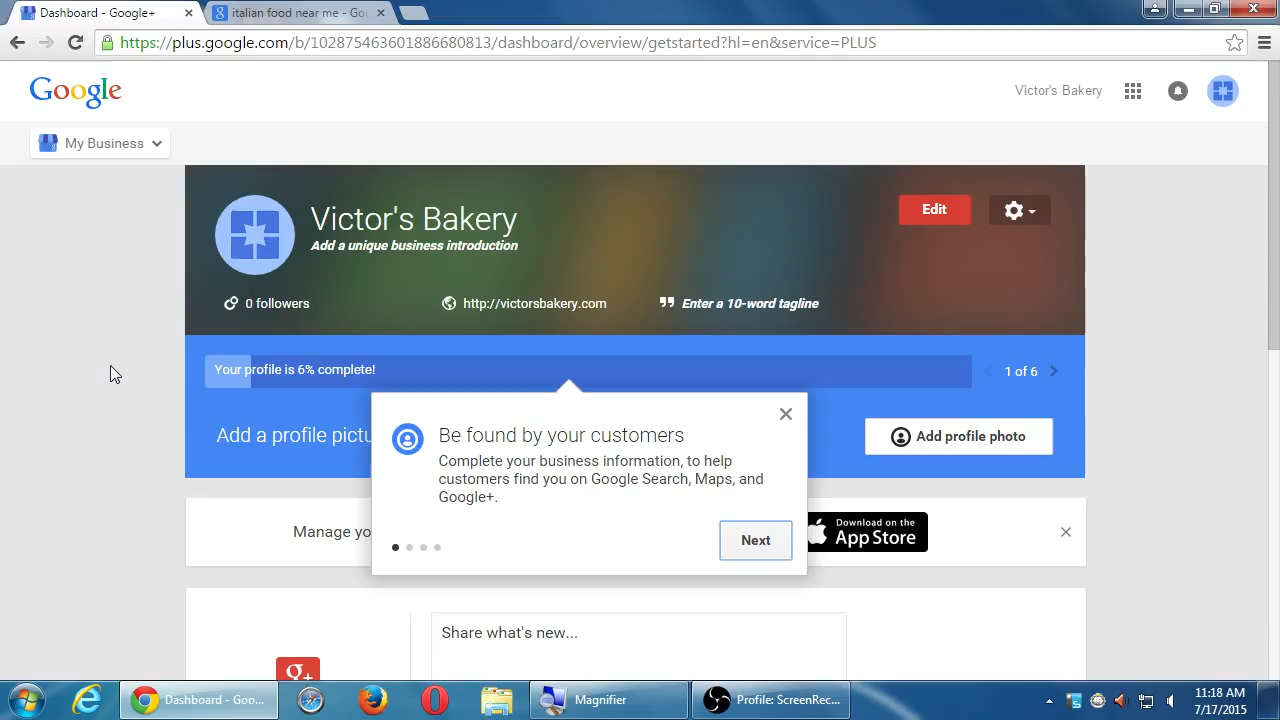 Dashboard - Google+
italian food near me - Goo
https://plus.google.com/b/102875463601886680813/dashboard/overview/getstarted?hl=en&service=PLUS
Google
Victor's Bakery
My Business
Victor's Bakery
Add a unique business introduction
Edit
0 followers
http://victorsbakery.com
Enter a 10-word tagline
Your profile is 6% complete!
1 of 6
Be found by your customers
Add a profile pictu
Add profile photo
Complete your business information, to help
customers find you on Google Search, Maps, and
Google+.
Manage yo
Download on the
App Store
Next
Share what's new...
g+
Dashboard - Goo...
Magnifier
Profile: ScreenRec...
11:18 AM
7/17/2015